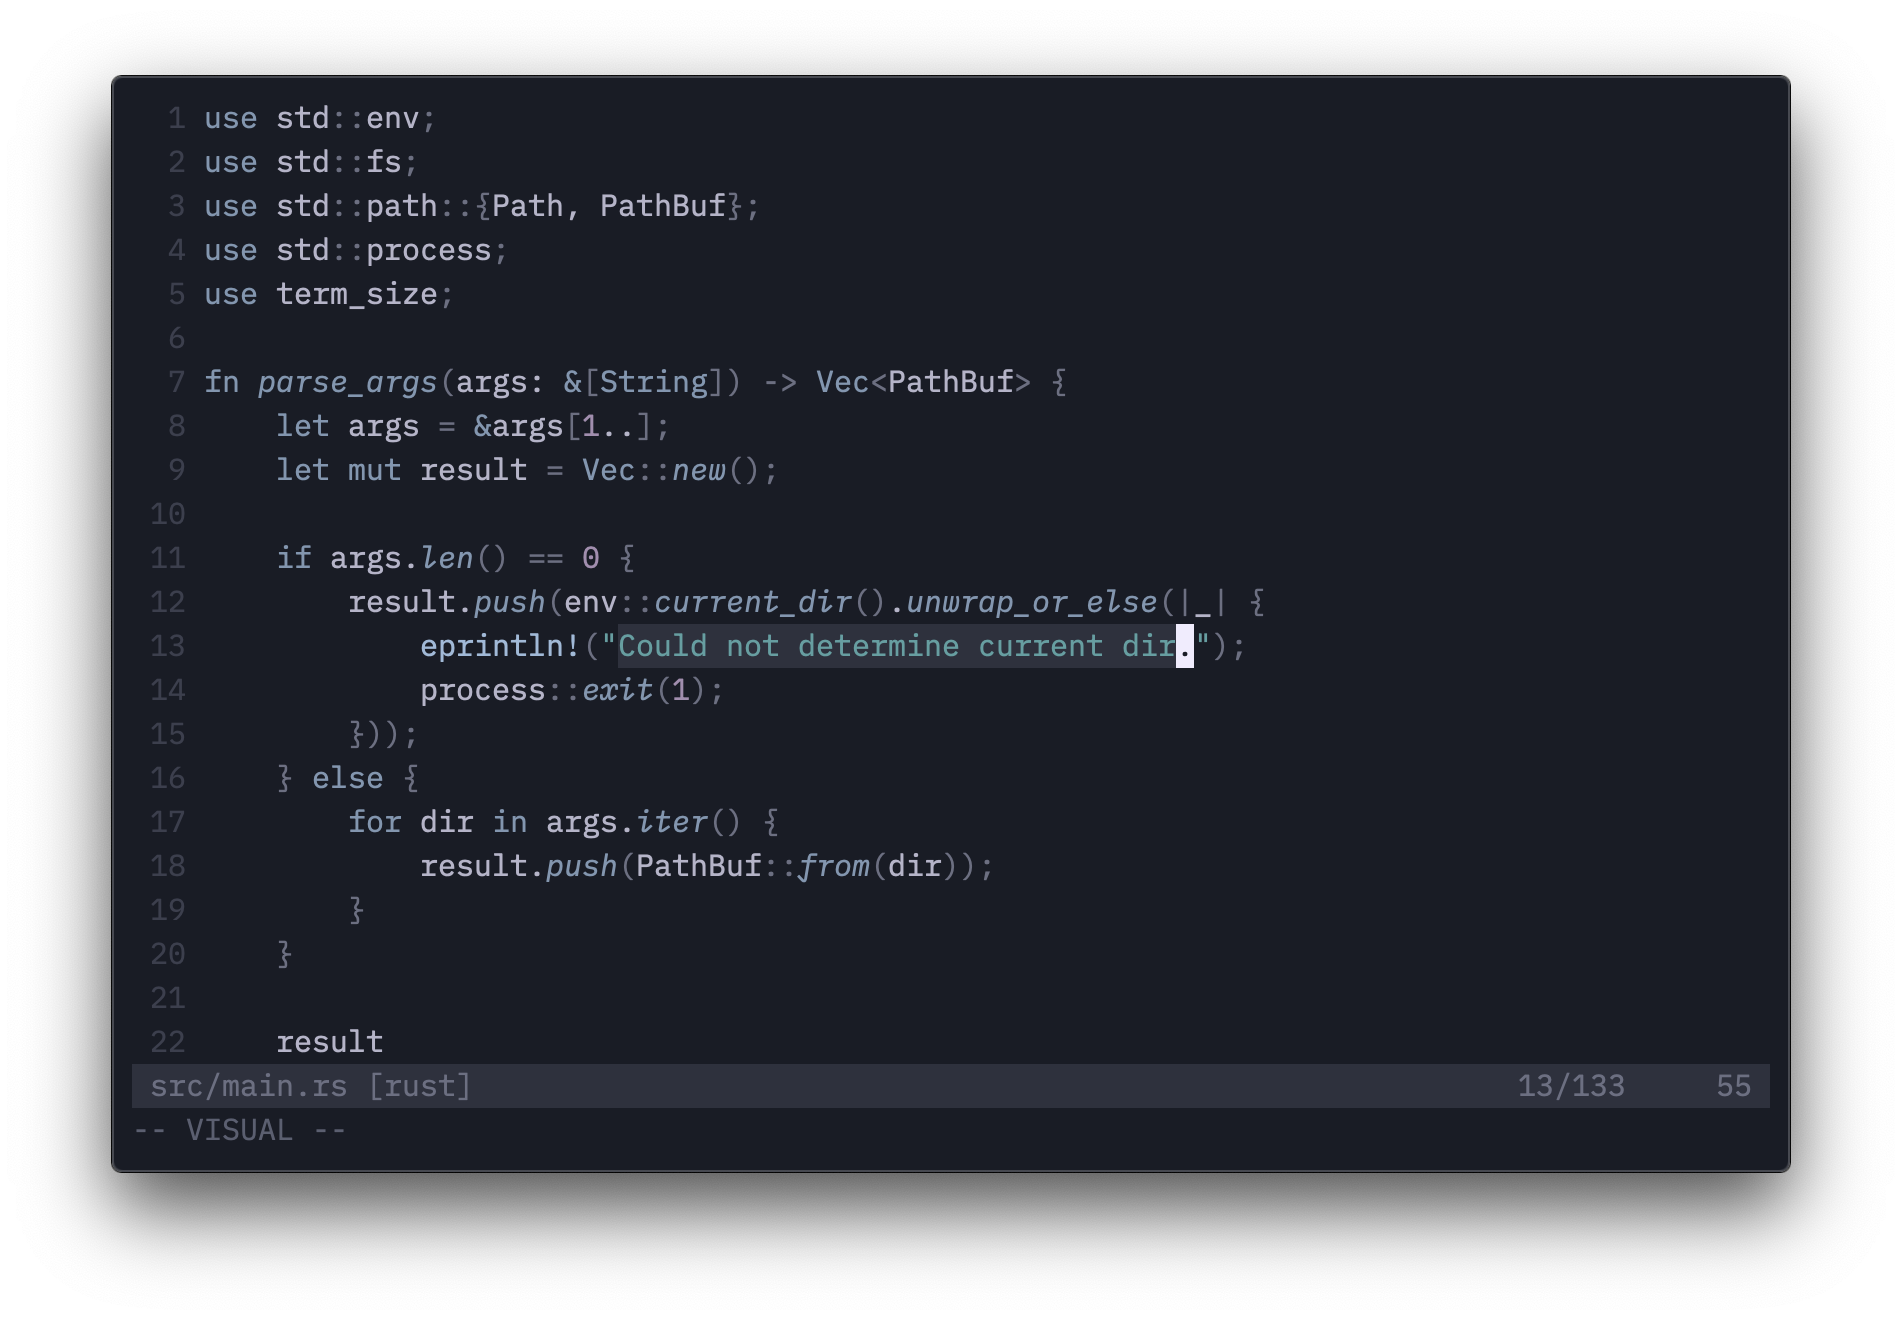 1 use std::env;
2 use std::fs;
3 use std::path::{Path, PathBuf};
4 use std::process;
5 use term_size;
6
7 fn parse_args(args: &[String]) -> Vec<PathBuf> {
8     let args = &args[1..];
9     let mut result = Vec::new();
10
11     if args.len() == 0 {
12         result.push(env::current_dir().unwrap_or_else(|_| {
13             eprintln!("Could not determine current dir.");
14             process::exit(1);
15         }));
16     } else {
17         for dir in args.iter() {
18             result.push(PathBuf::from(dir));
19         }
20     }
21
22     result
src/main.rs [rust] 13/133 55
-- VISUAL --